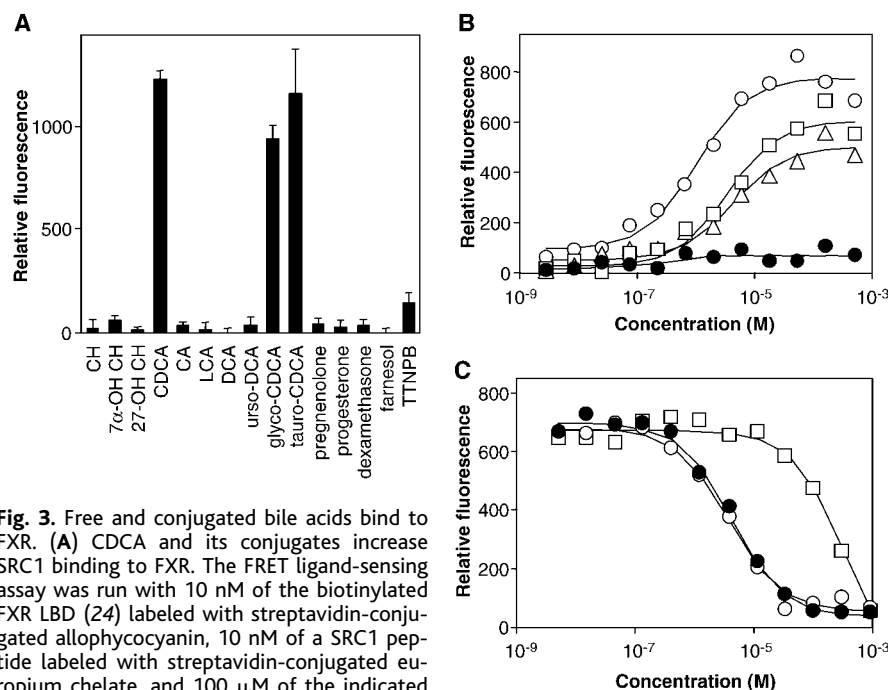 A
Relative fluorescence
1000
500
0
CH
7α-OH CH
27-OH CH
CDCA
CA
LCA
DCA
urso-DCA
glyco-CDCA
tauro-CDCA
pregnenolone
progesterone
dexamethasone
farnesol
TTNPB
B
Relative fluorescence
800
600
400
200
0
10-9
10-7
10-5
10-3
Concentration (M)
C
Relative fluorescence
800
600
400
200
0
10-9
10-7
10-5
10-3
Concentration (M)
Fig. 3. Free and conjugated bile acids bind to
FXR. (A) CDCA and its conjugates increase
SRC1 binding to FXR. The FRET ligand-sensing
assay was run with 10 nM of the biotinylated
FXR LBD (24) labeled with streptavidin-conju-
gated allophycocyanin, 10 nM of a SRC1 pep-
tide labeled with streptavidin-conjugated eu-
ropium chelate, and 100 μM of the indicated